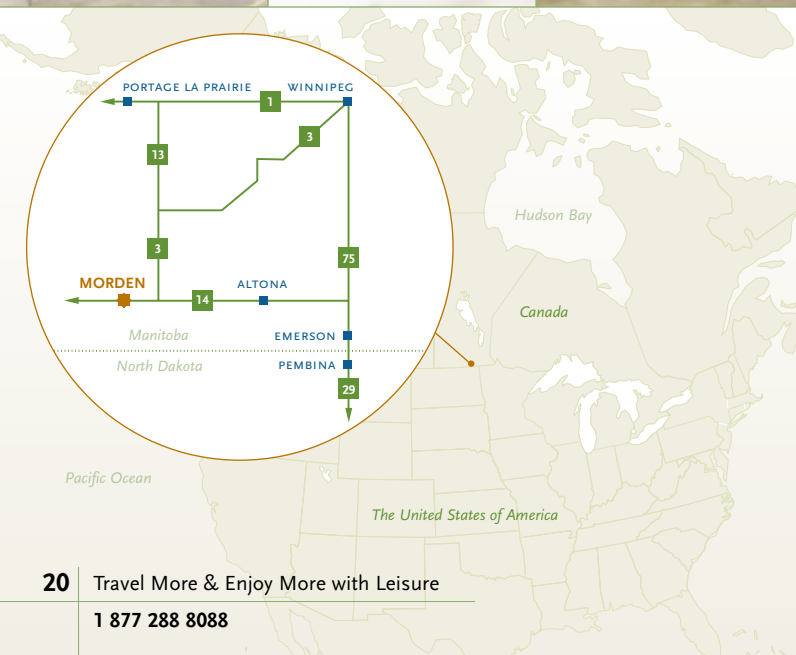 PORTAGE LA PRAIRIE WINNIPEG
1
3
13
Hudson Bay
3
75
MORDEN
ALTONA
14
Canada
Manitoba
EMERSON
North Dakota
PEMBINA
29
Pacific Ocean
The United States of America
20 Travel More & Enjoy More with Leisure
1 877 288 8088